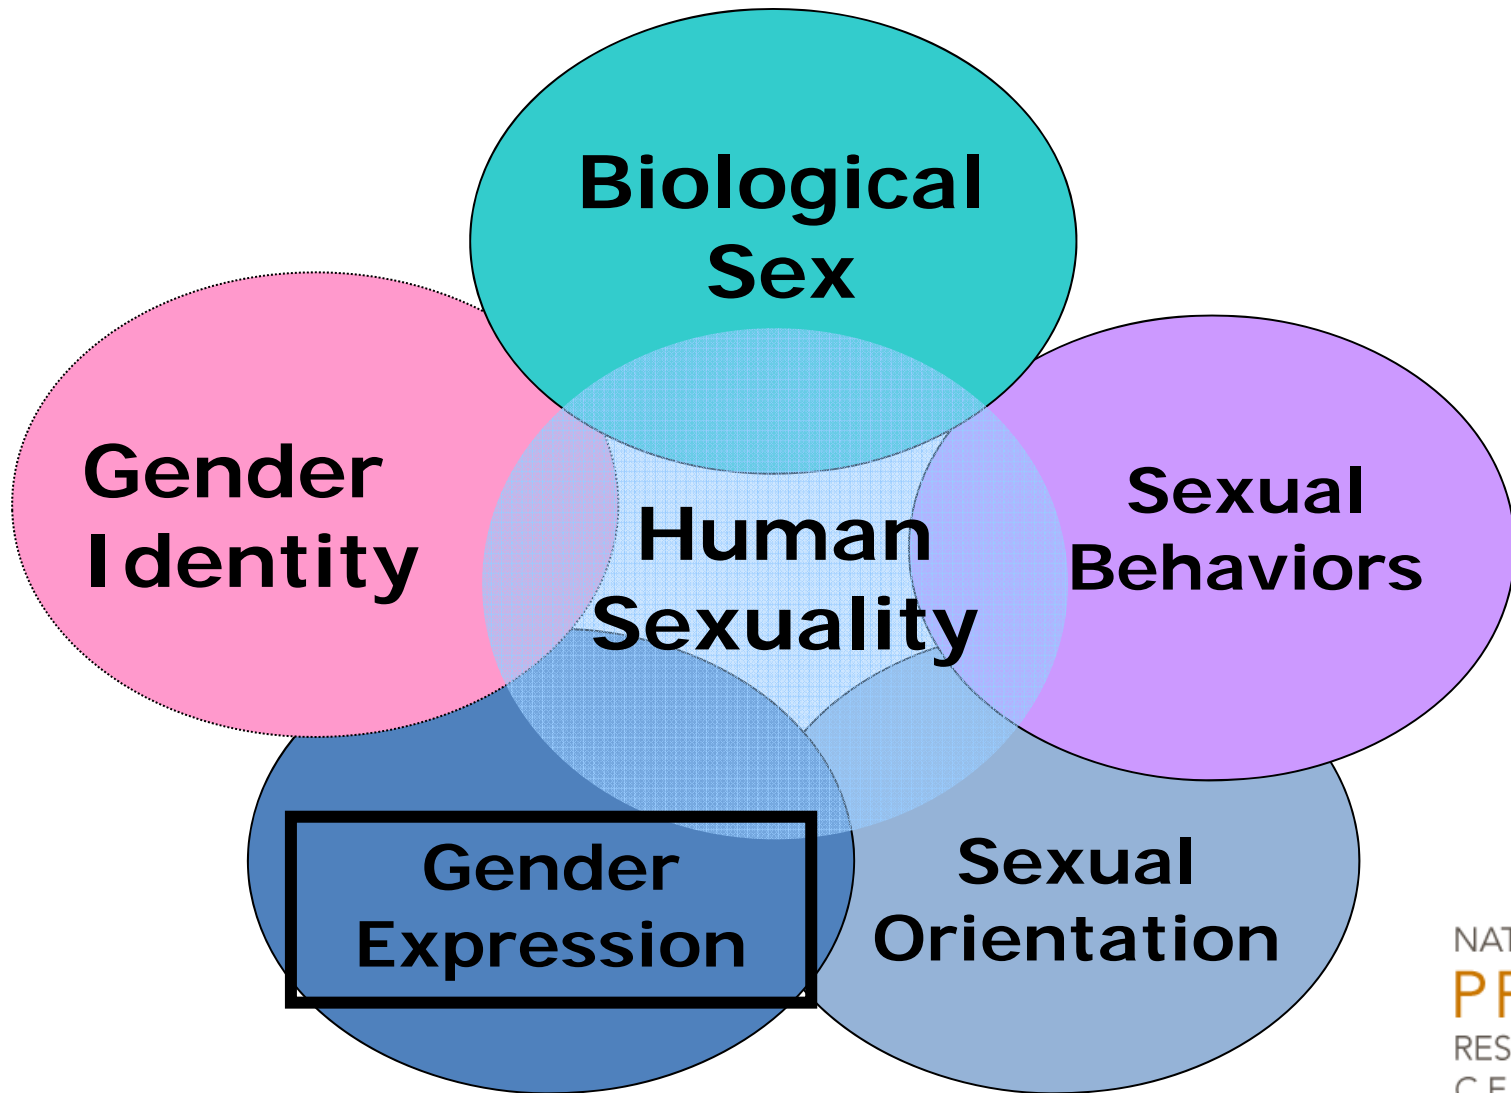 Biological
Sex
Gender
Identity
Human
Sexuality
Sexual
Behaviors
Gender
Expression
Sexual
Orientation